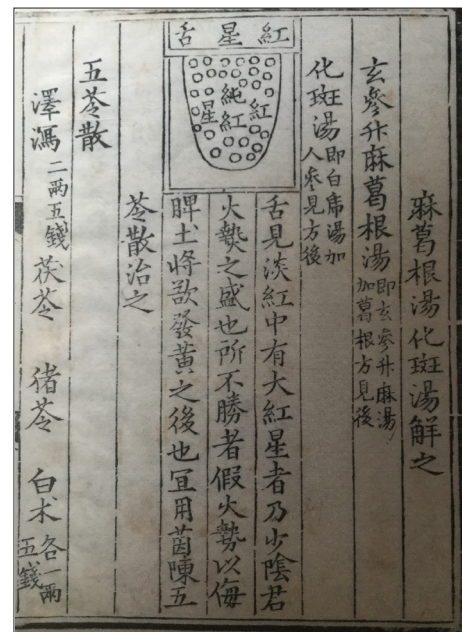 麻葛根湯化斑湯解之
玄參升麻葛根湯即玄參升麻湯加葛根方見後
化斑湯即白虎湯加人參見方後
紅星舌
紅
純紅
星
舌見淡紅中有大紅星者乃少陰君
火熱之盛也所不勝者假火勢以侮
脾土將欲發黃之後也宜用茵陳五
苓散治之
五苓散
澤瀉二兩五錢 茯苓 猪苓 白术各一兩五錢